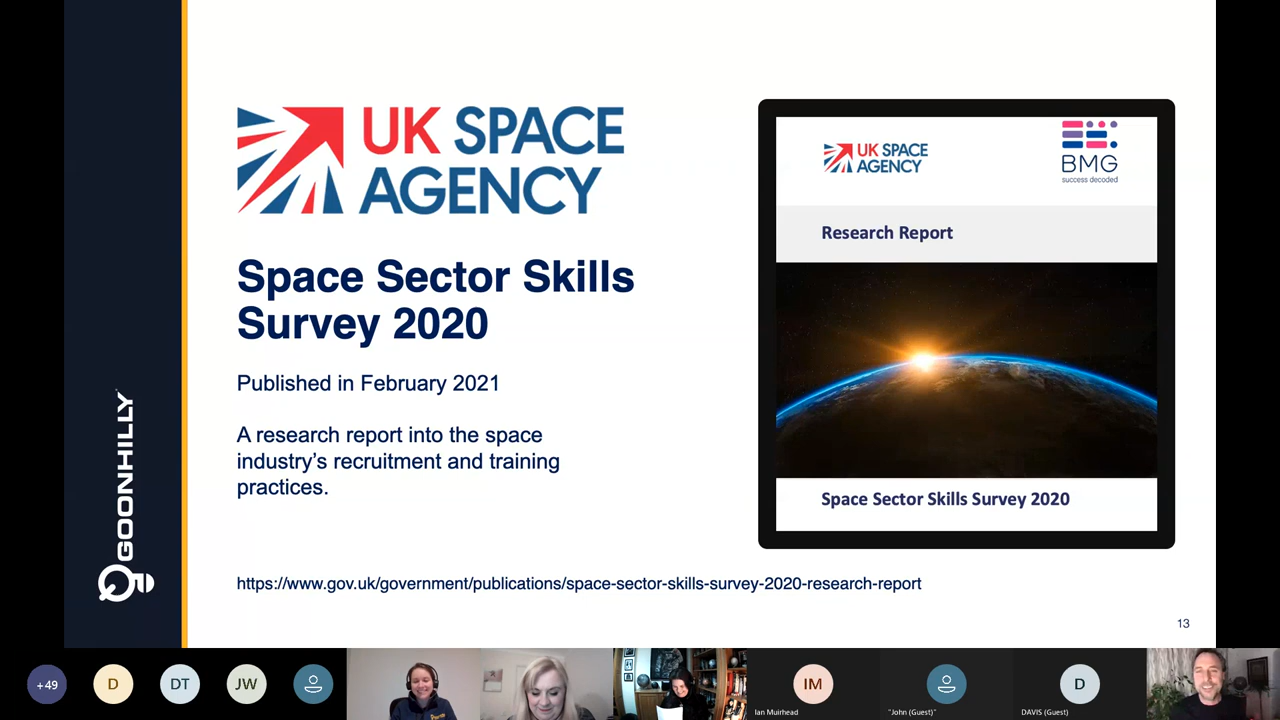 UK SPACE
AGENCY
Space Sector Skills
Survey 2020
Published in February 2021
A research report into the space
industry's recruitment and training
practices.
https://www.gov.uk/government/publications/space-sector-skills-survey-2020-research-report
GOONHILLY
UK SPACE
AGENCY
BMG
success decoded
Research Report
Space Sector Skills Survey 2020
13
+49
D
DT
JW
IM
Ian Muirhead
"John (Guest)"
D
DAVIS (Guest)